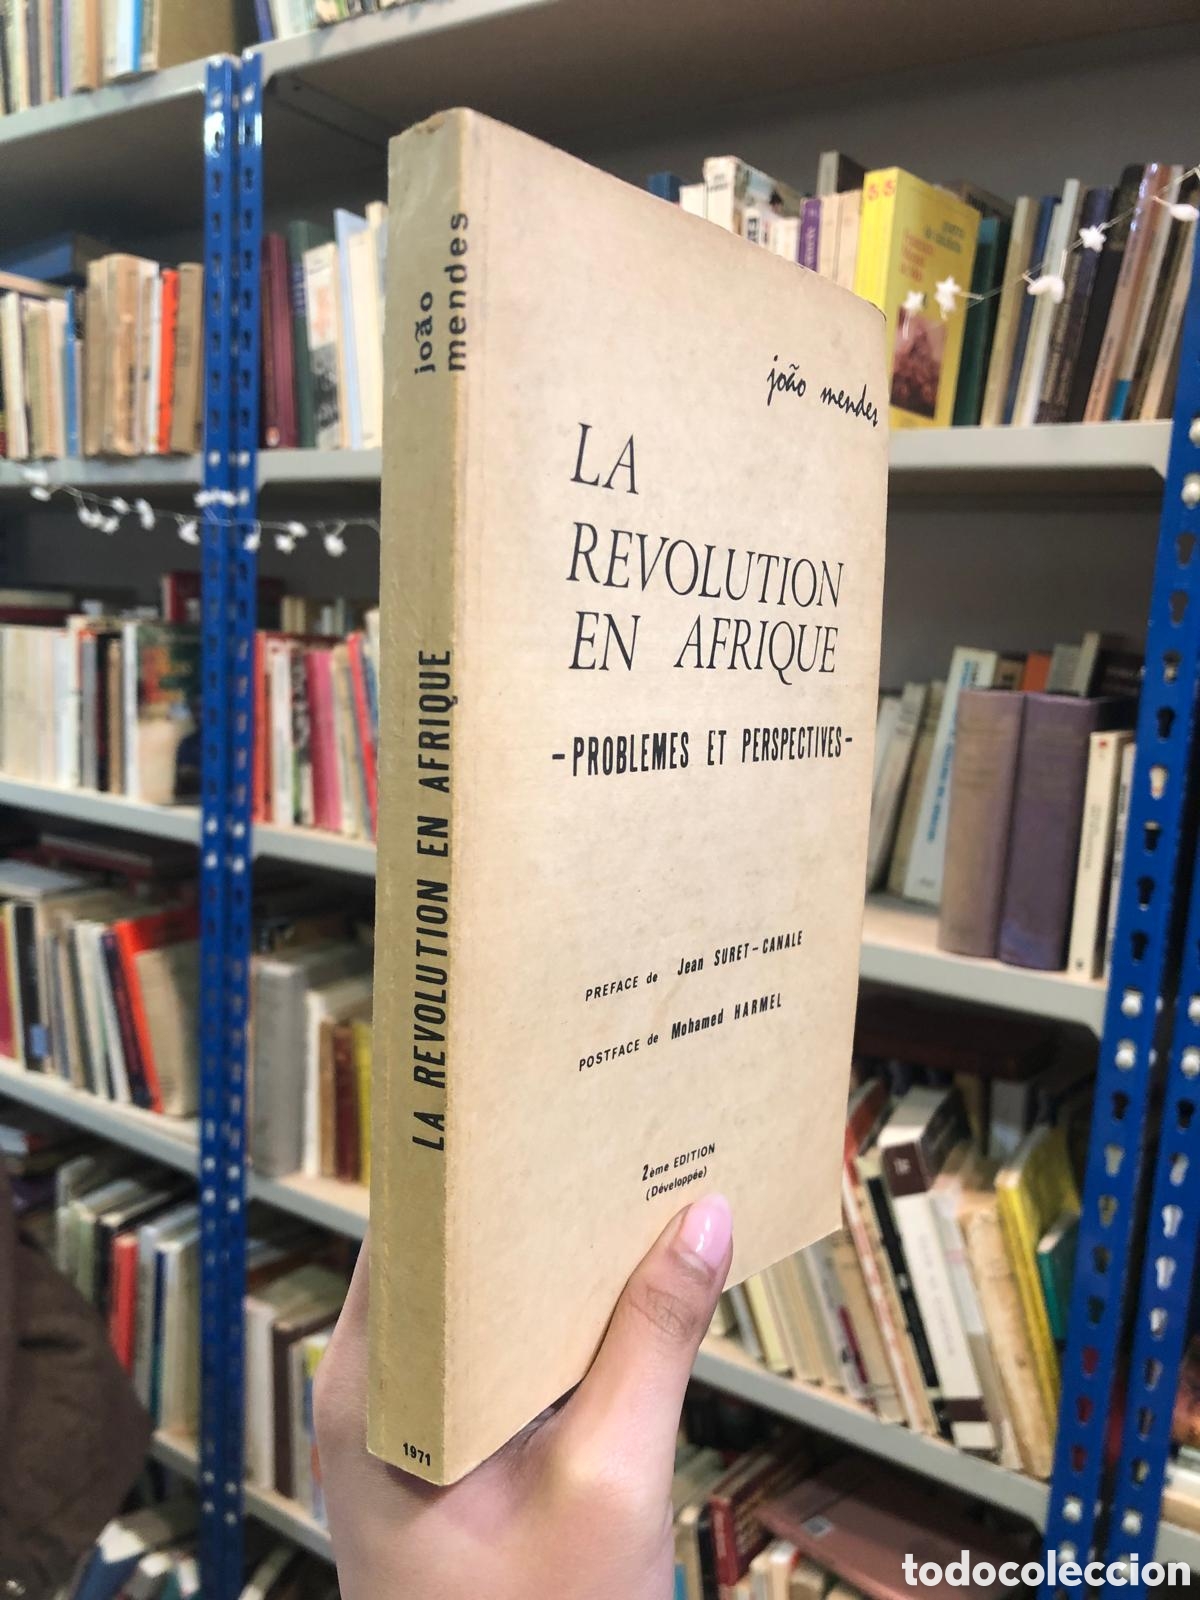 joão
mendes
LA REVOLUTION EN AFRIQUE
1971
joão mendes
LA
REVOLUTION
EN AFRIQUE
-PROBLEMES ET PERSPECTIVES-
PREFACE de Jean SURET-CANALE
POSTFACE de Mohamed HARMEL
2ème EDITION
(Développée)
todocoleccion